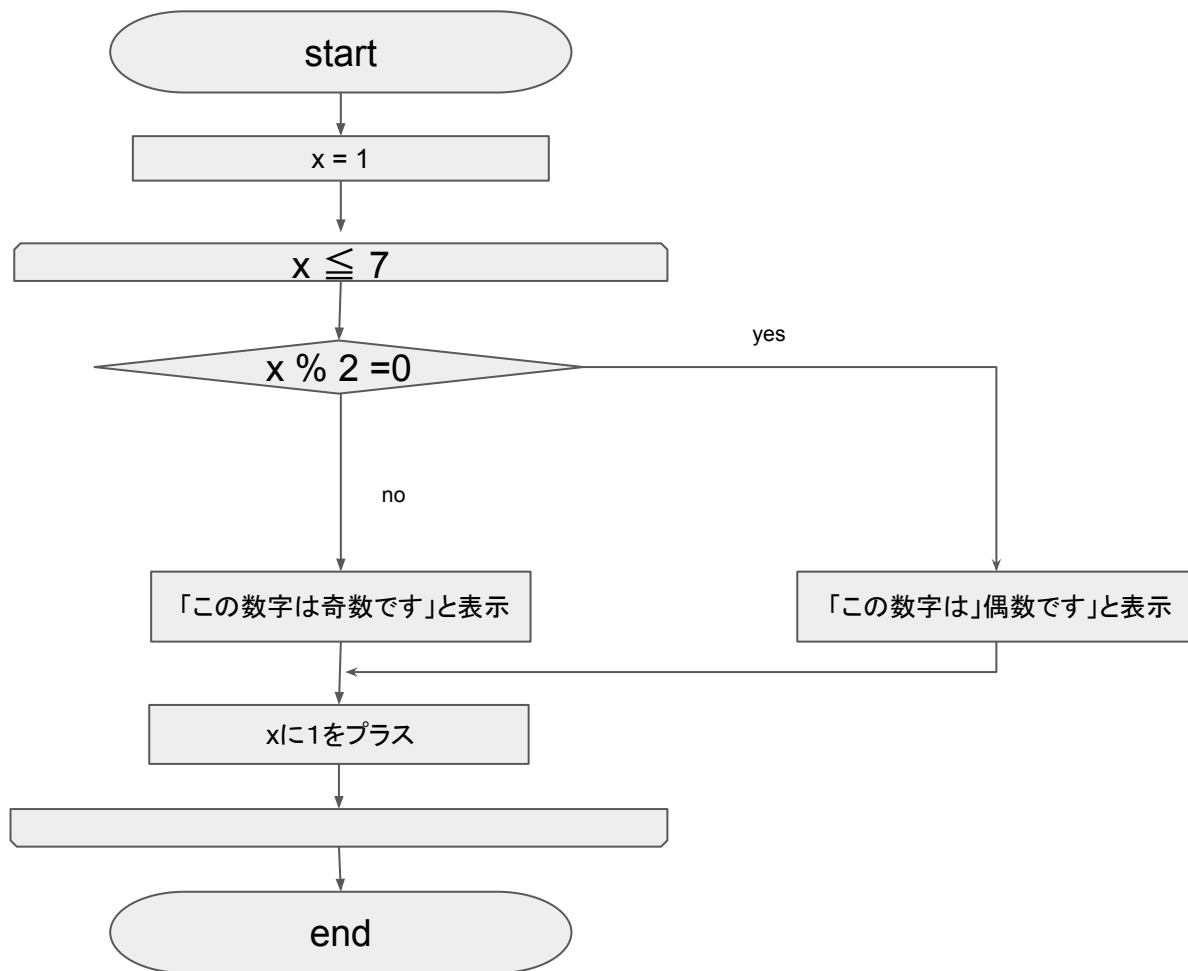 start
x = 1
x ≦ 7
x % 2 =0
yes
no
「この数字は奇数です」と表示
「この数字は」偶数です」と表示
xに１をプラス
end